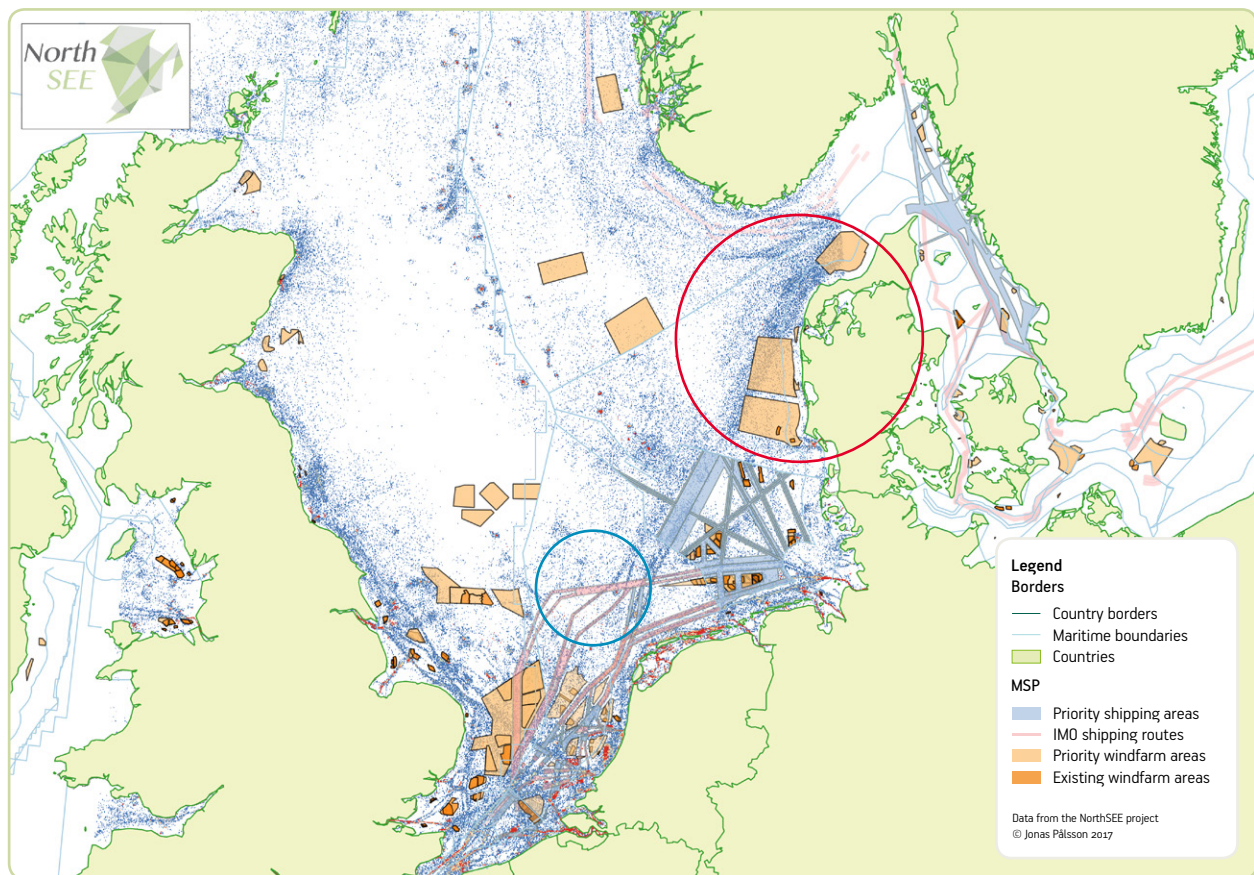 North
SEE
Legend
Borders
Country borders
Maritime boundaries
Countries
MSP
Priority shipping areas
IMO shipping routes
Priority windfarm areas
Existing windfarm areas
Data from the NorthSEE project
© Jonas Pålsson 2017